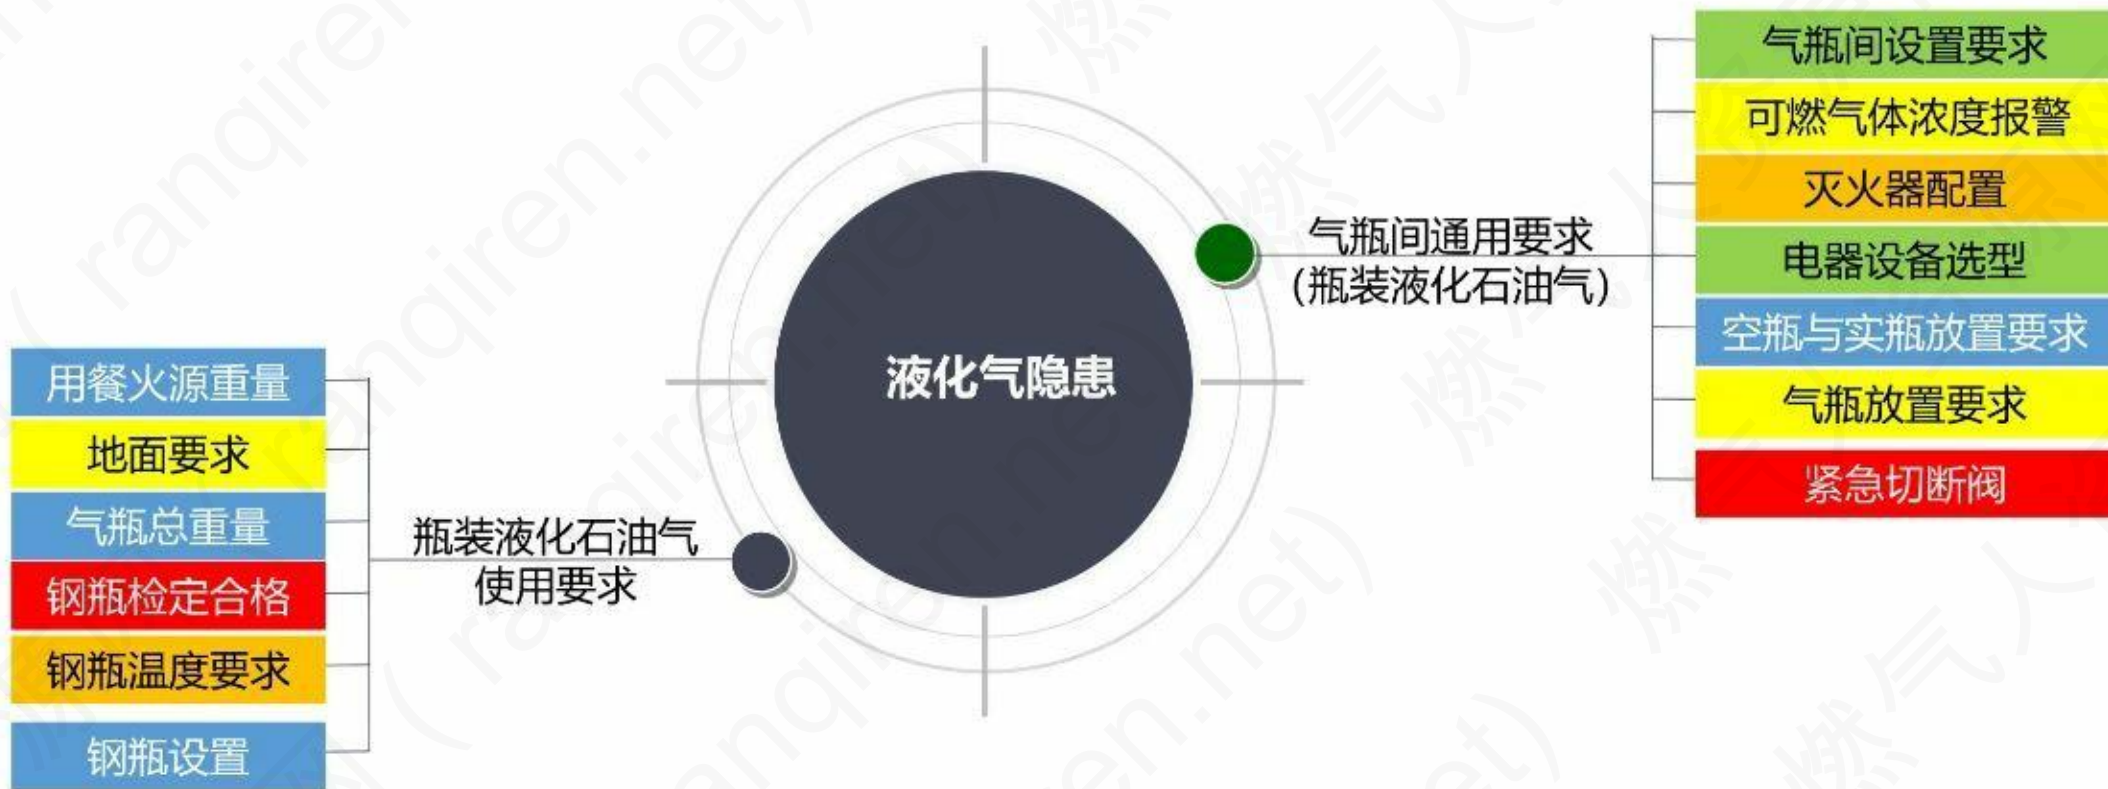 气瓶间设置要求
可燃气体浓度报警
灭火器配置
电器设备选型
空瓶与实瓶放置要求
气瓶放置要求
紧急切断阀
气瓶间通用要求
(瓶装液化石油气)
液化气隐患
瓶装液化石油气
使用要求
用餐火源重量
地面要求
气瓶总重量
钢瓶检定合格
钢瓶温度要求
钢瓶设置